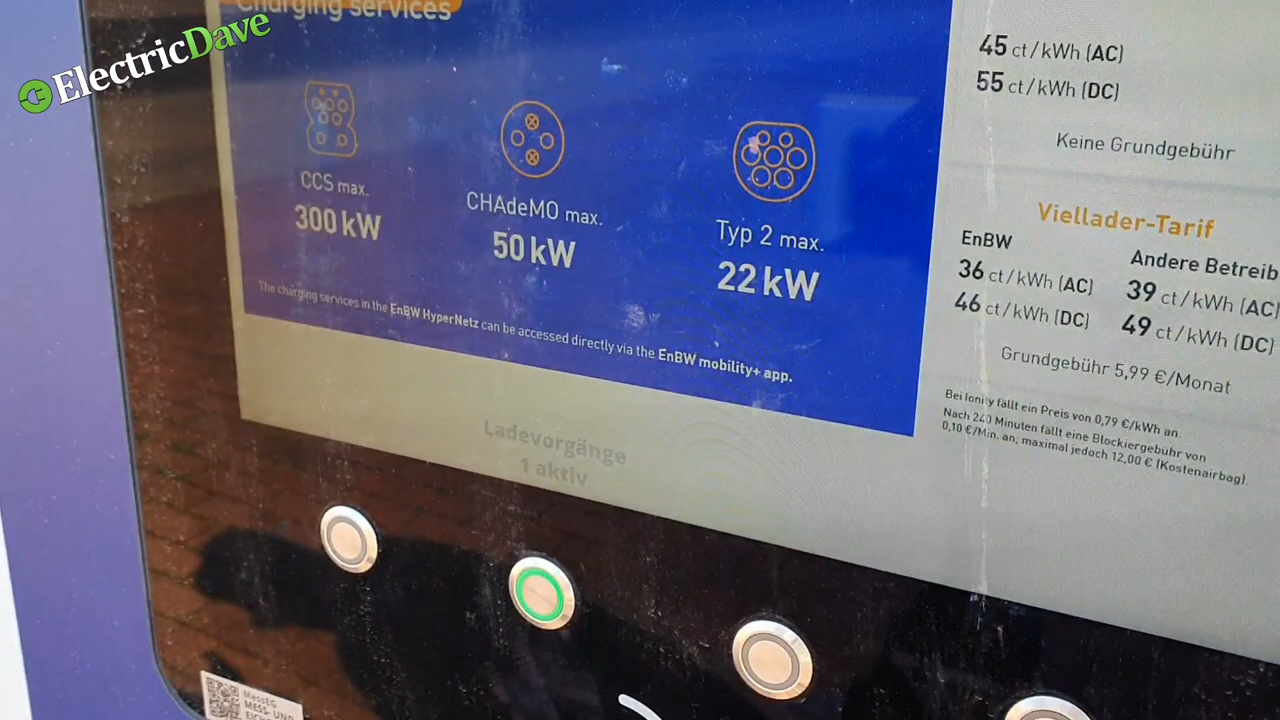 ElectricDave
Charging services
CCS max.
300 kW
CHAdeMO max.
50 kW
Typ 2 max.
22 kW
The charging services in the EnBW HyperNetz can be accessed directly via the EnBW mobility+ app.
Ladevorgänge
1 aktiv
45 ct/kWh (AC)
55 ct/kWh (DC)
Keine Grundgebühr
Viellader-Tarif
EnBW
36 ct/kWh (AC)
46 ct/kWh (DC)
Andere Betreib
39 ct/kWh (AC)
49 ct/kWh (DC)
Grundgebühr 5,99 €/Monat
Bei Ionity fällt ein Preis von 0,79 €/kWh an.
Nach 240 Minuten fällt eine Blockiergebühr von
0,10 €/Min. an; maximal jedoch 12,00 € (Kostenairbag).
MessEG
MESS- UND